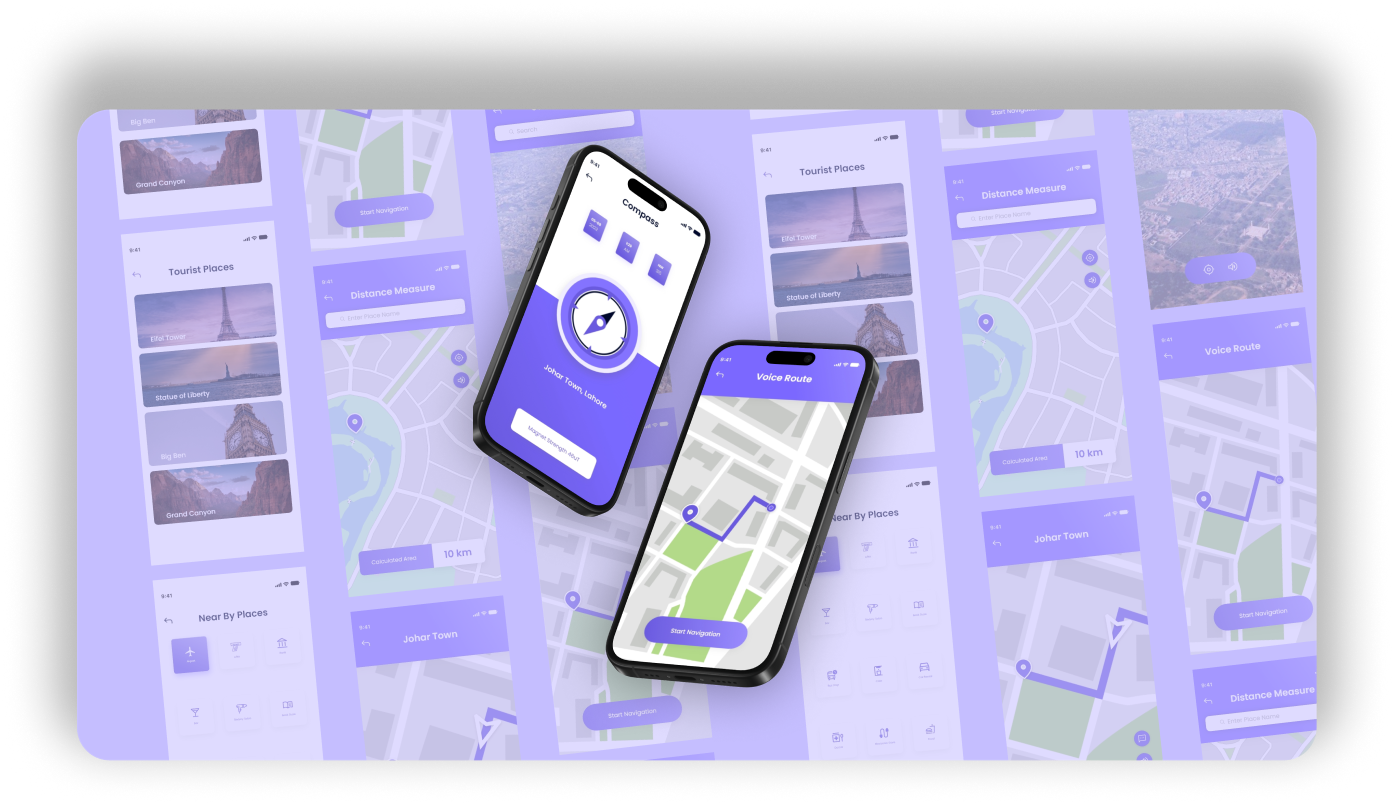 Big Ben
Grand Canyon
9:41
Tourist Places
Eifel Tower
Statue of Liberty
Big Ben
Grand Canyon
9:41
Near By Places
Start Navigation
9:41
Distance Measure
Enter Place Name
Calculated Area
10 km
9:41
Johar Town
Search
9:41
Compass
Johar Town, Lahore
Magnet Strength 49ut
Start Navigation
9:41
Voice Route
Start Navigation
9:41
Tourist Places
Eifel Tower
Statue of Liberty
Near By Places
Start Navigation
9:41
Distance Measure
Enter Place Name
Calculated Area
10 km
9:41
Johar Town
9:41
Voice Route
Start Navigation
9:41
Distance Measure
Enter Place Name